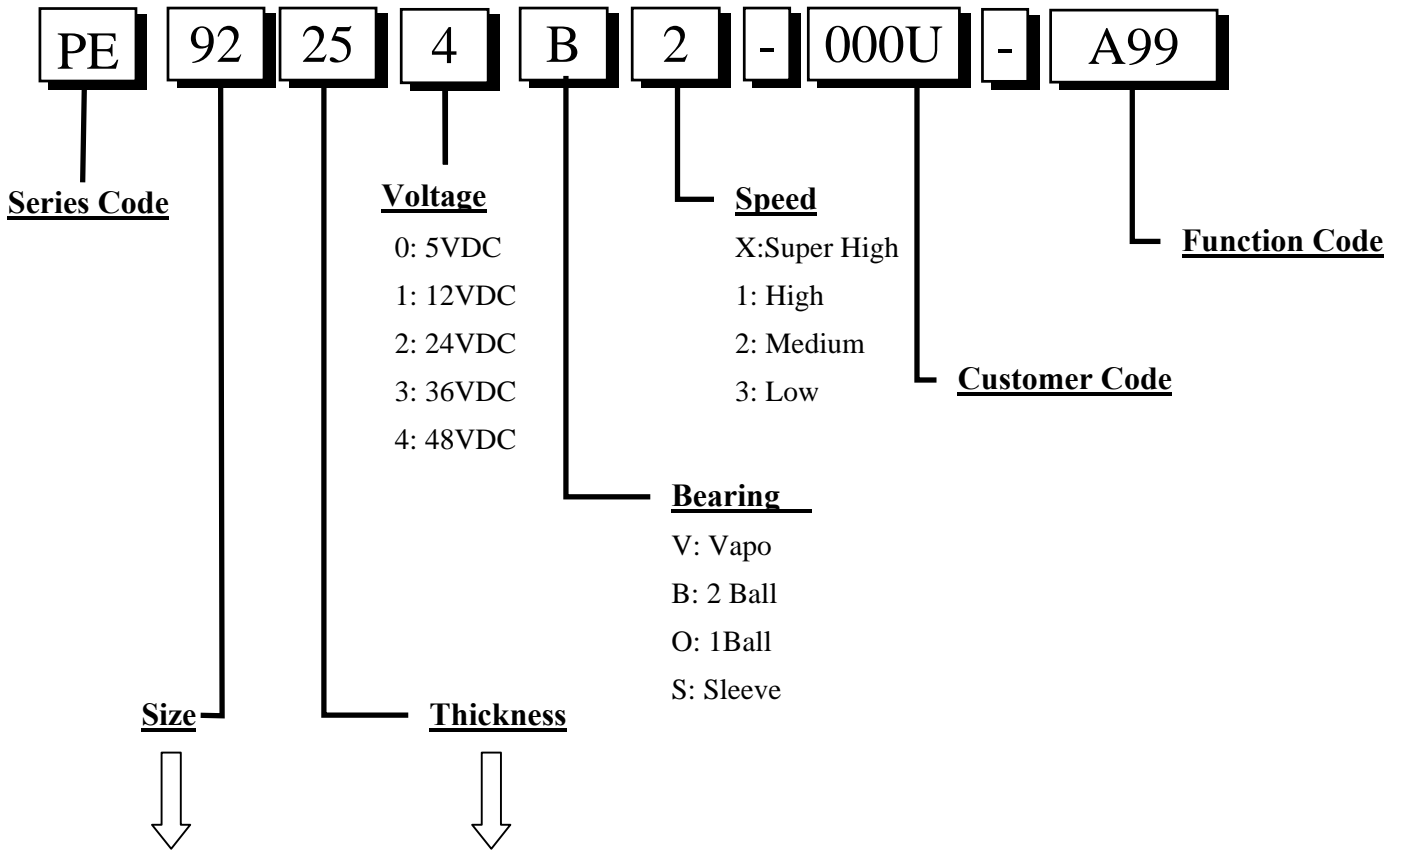 PE 92 25 4 B 2 - 000U - A99
Series Code
Voltage
0: 5VDC
1: 12VDC
2: 24VDC
3: 36VDC
4: 48VDC
Speed
X:Super High
1: High
2: Medium
3: Low
Function Code
Customer Code
Bearing
V: Vapo
B: 2 Ball
O: 1Ball
S: Sleeve
Size
Thickness